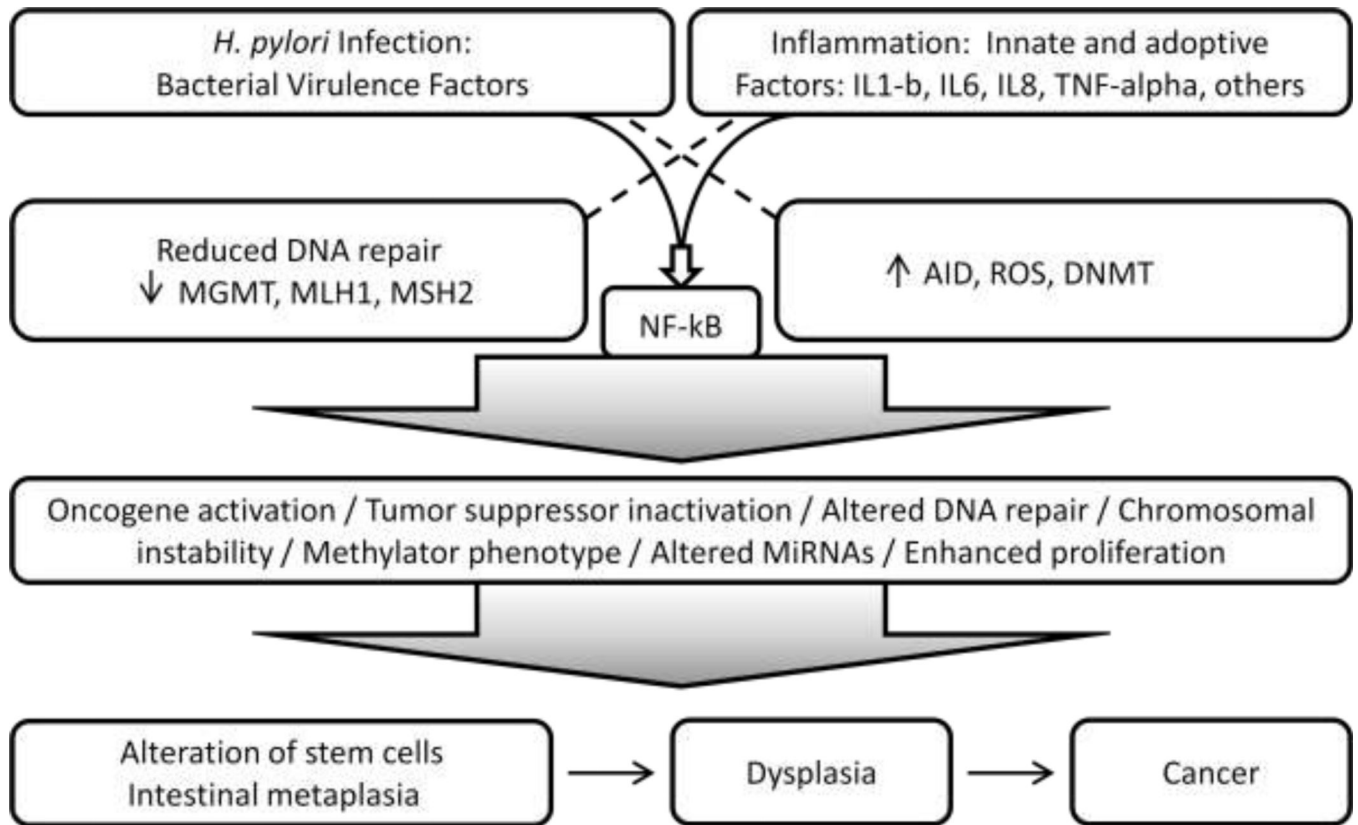 H. pylori Infection:
Bacterial Virulence Factors
Inflammation: Innate and adoptive
Factors: IL1-b, IL6, IL8, TNF-alpha, others
Reduced DNA repair
↓ MGMT, MLH1, MSH2
↑ AID, ROS, DNMT
NF-kB
Oncogene activation / Tumor suppressor inactivation / Altered DNA repair / Chromosomal
instability / Methylator phenotype / Altered MiRNAs / Enhanced proliferation
Alteration of stem cells
Intestinal metaplasia
Dysplasia
Cancer